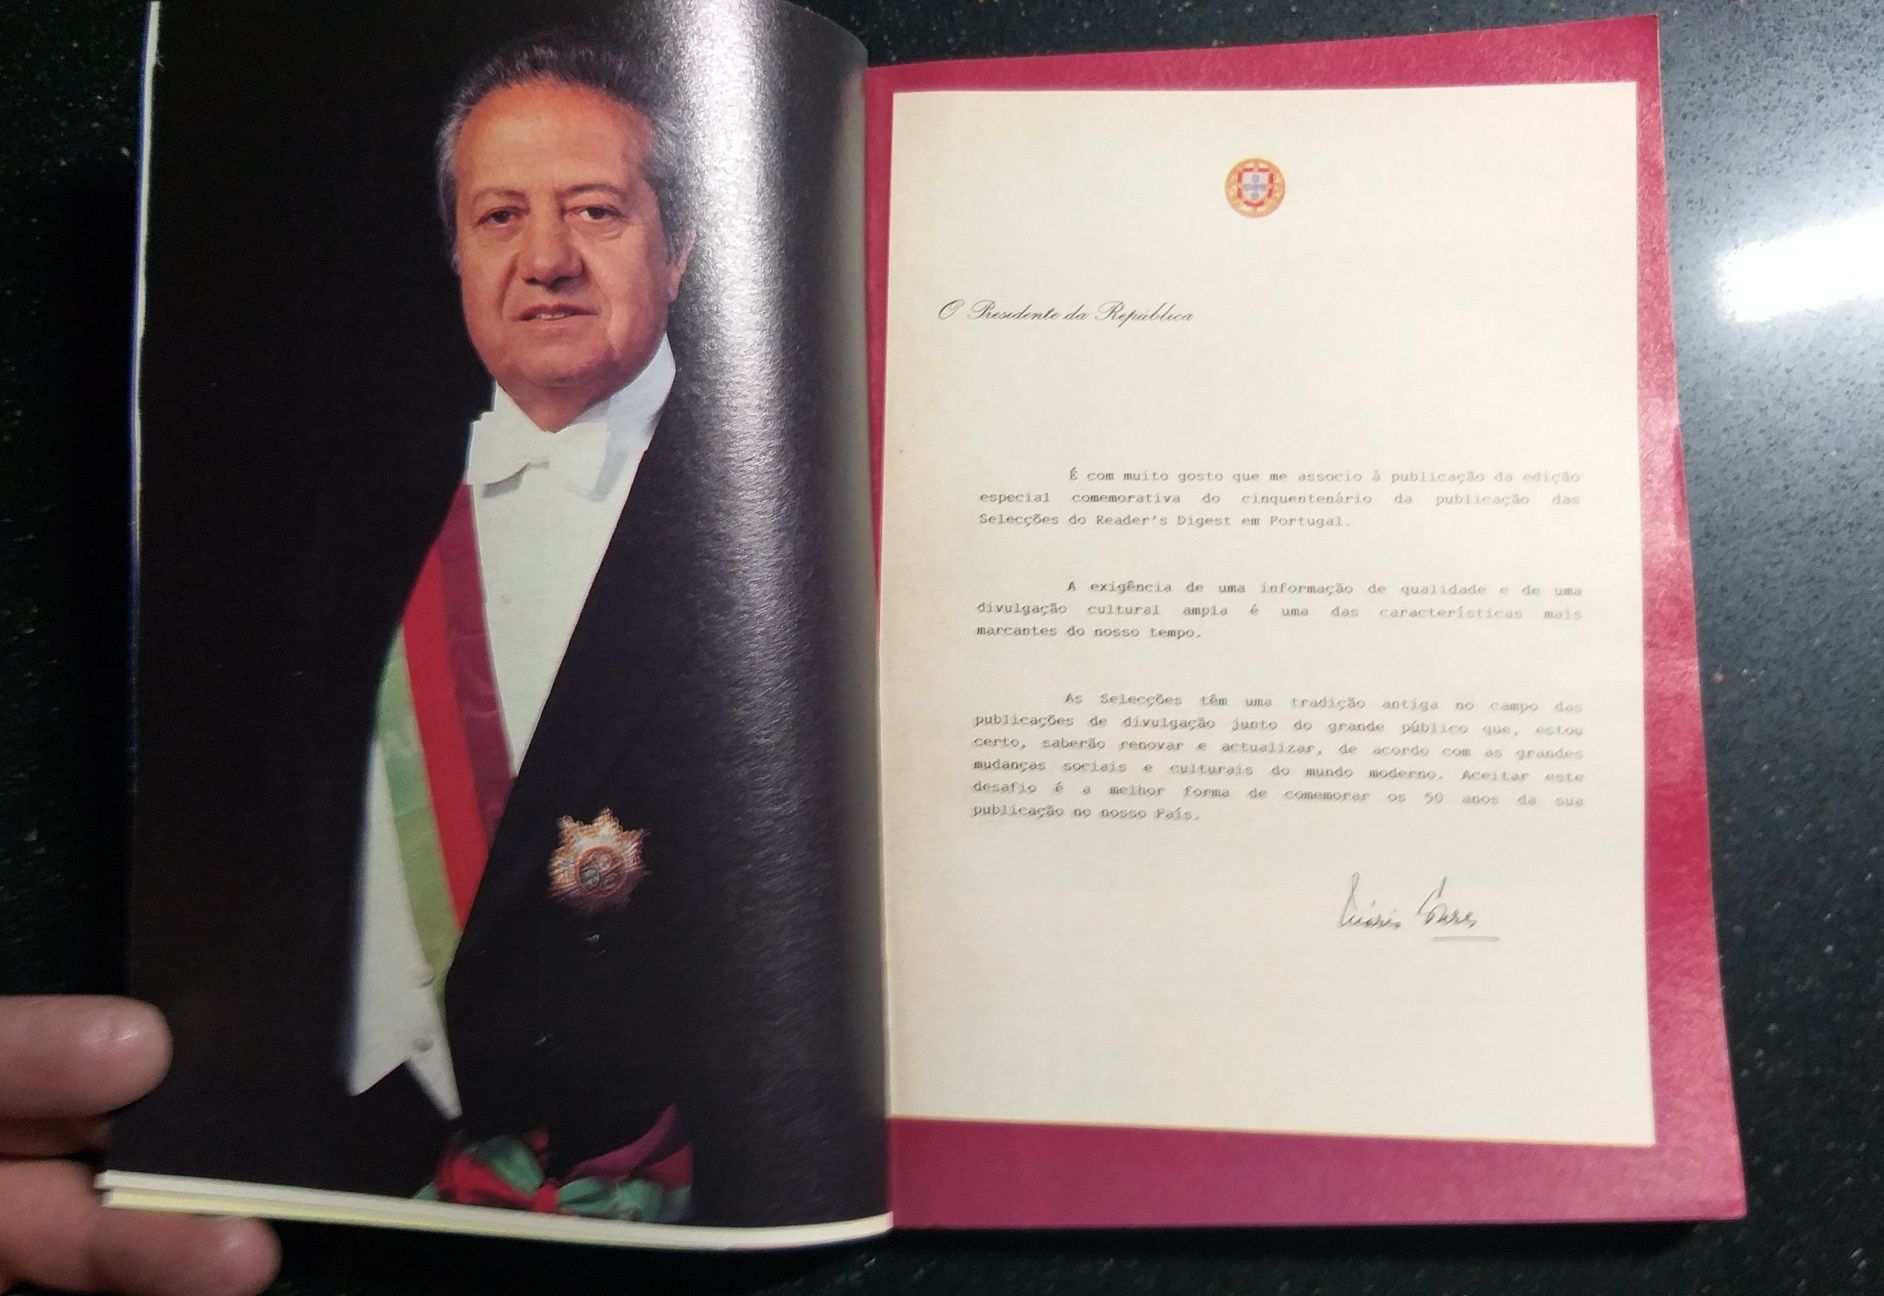 O Presidente da República
É com muito gosto que me associo à publicação da edição
especial comemorativa do cinquentenário da publicação das
Selecções do Reader's Digest em Portugal.
A exigência de uma informação de qualidade e de uma
divulgação cultural ampla é uma das características mais
marcantes do nosso tempo.
As Selecções têm uma tradição antiga no campo das
publicações de divulgação junto do grande público que, estou
certo, saberão renovar e actualizar, de acordo com as grandes
mudanças sociais e culturais do mundo moderno. Aceitar este
desafio é a melhor forma de comemorar os 50 anos da sua
publicação no nosso País.
Mário Soares